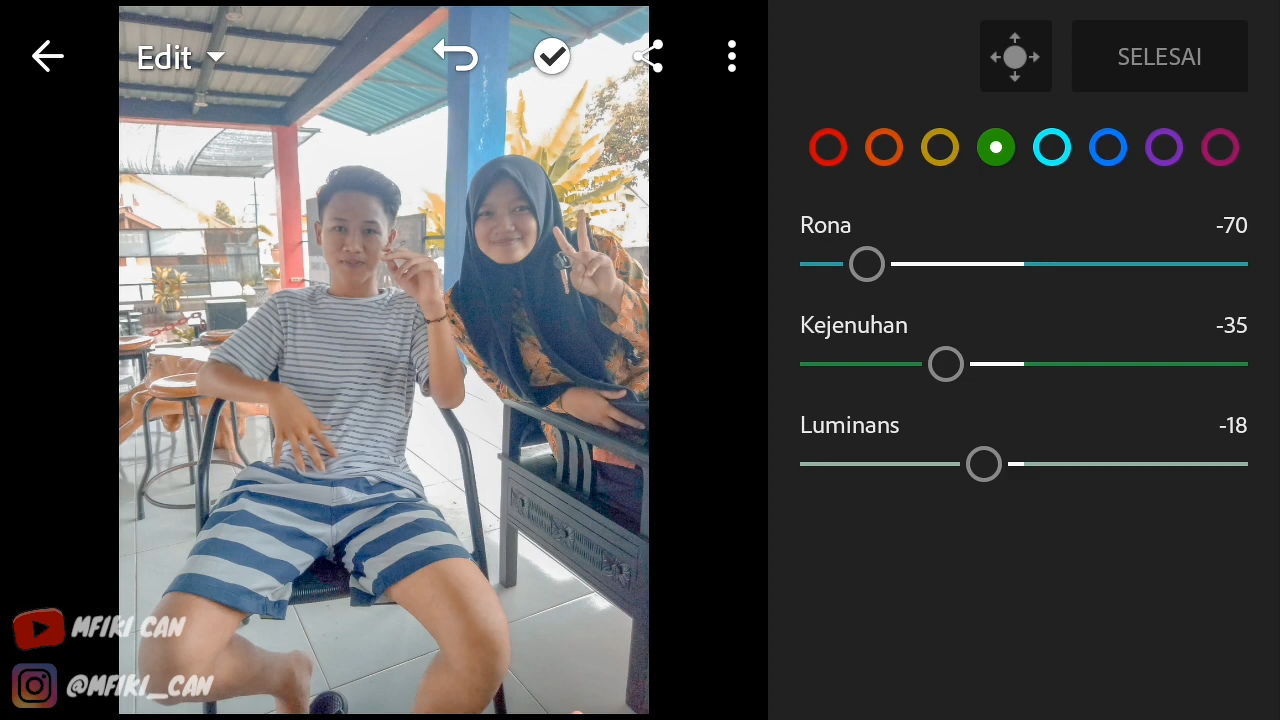 Edit
SELESAI
Rona -70
Kejenuhan -35
Luminans -18
MFIKI CAN
@MFIKI_CAN